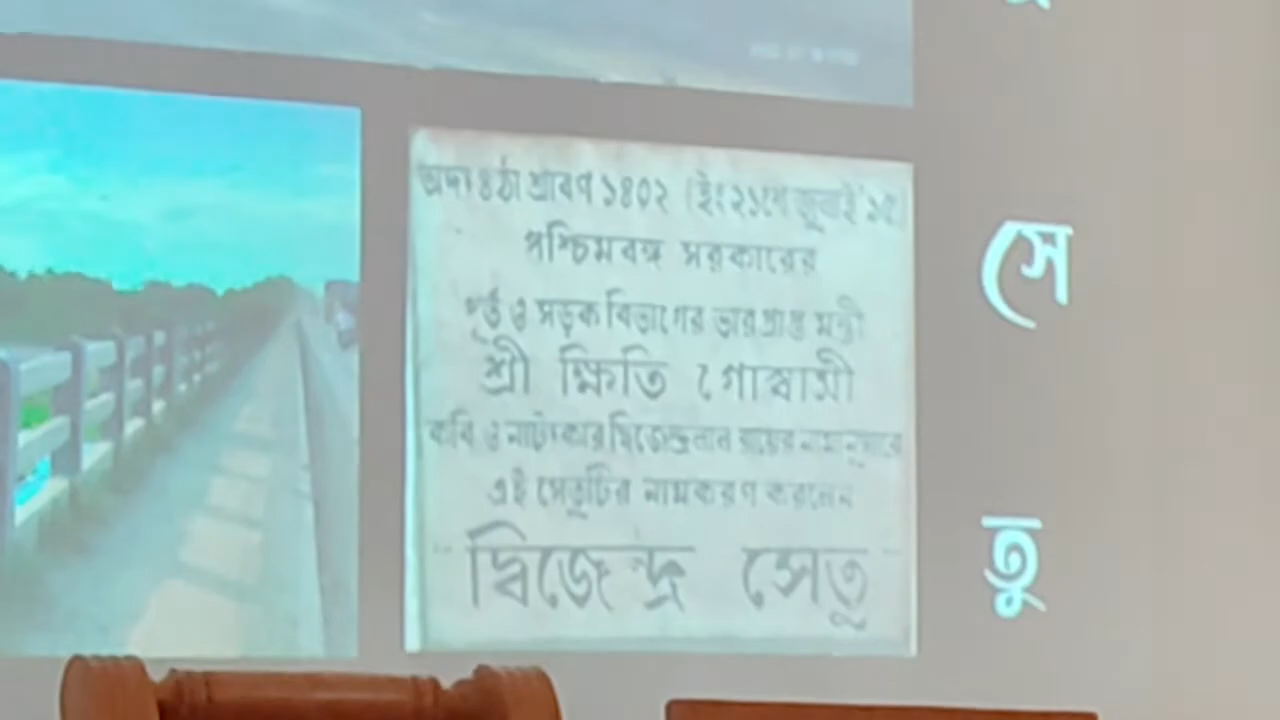 অদ্য ৪ঠা শ্রাবণ ১৪০২ (ইং ২১শে জুলাই '৯৫)
পশ্চিমবঙ্গ সরকারের
পূর্ত ও সড়ক বিভাগের ভারপ্রাপ্ত মন্ত্রী
শ্রী ক্ষিতি গোস্বামী
কবি ও নাট্যকার দ্বিজেন্দ্রলাল রায়ের নামানুসারে
এই সেতুটির নামকরণ করলেন
"দ্বিজেন্দ্র সেতু"
সে
তু